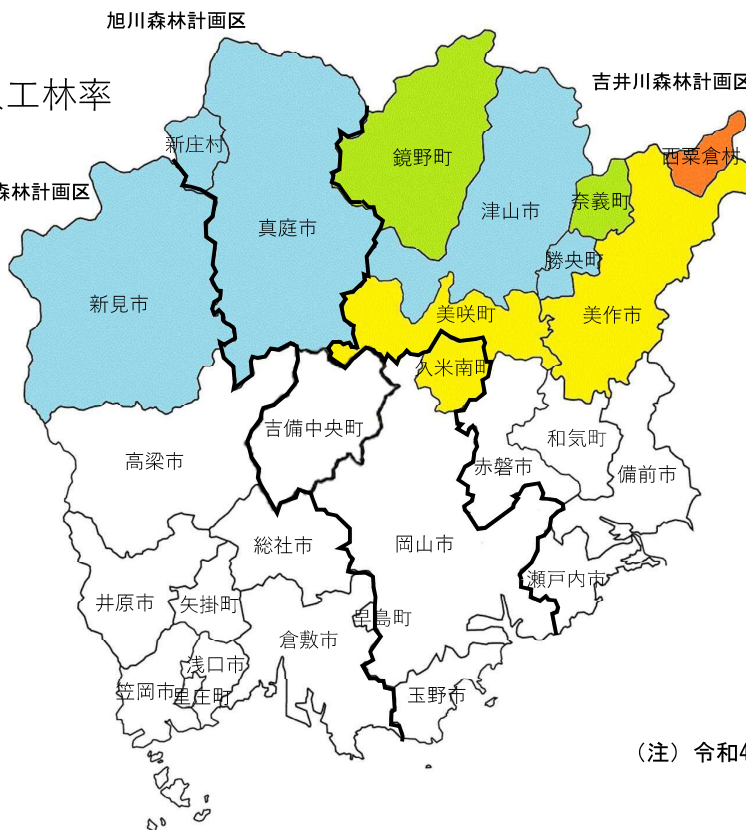 旭川森林計画区
工林率
吉井川森林計画区
新庄村
鏡野町
西粟倉村
森林計画区
奈義町
津山市
真庭市
勝央町
新見市
美咲町
美作市
久米南町
吉備中央町
和気町
高梁市
赤磐市
備前市
総社市
岡山市
瀬戸内市
井原市
矢掛町
早島町
倉敷市
浅口市
笠岡市
里庄町
玉野市
（注）令和4